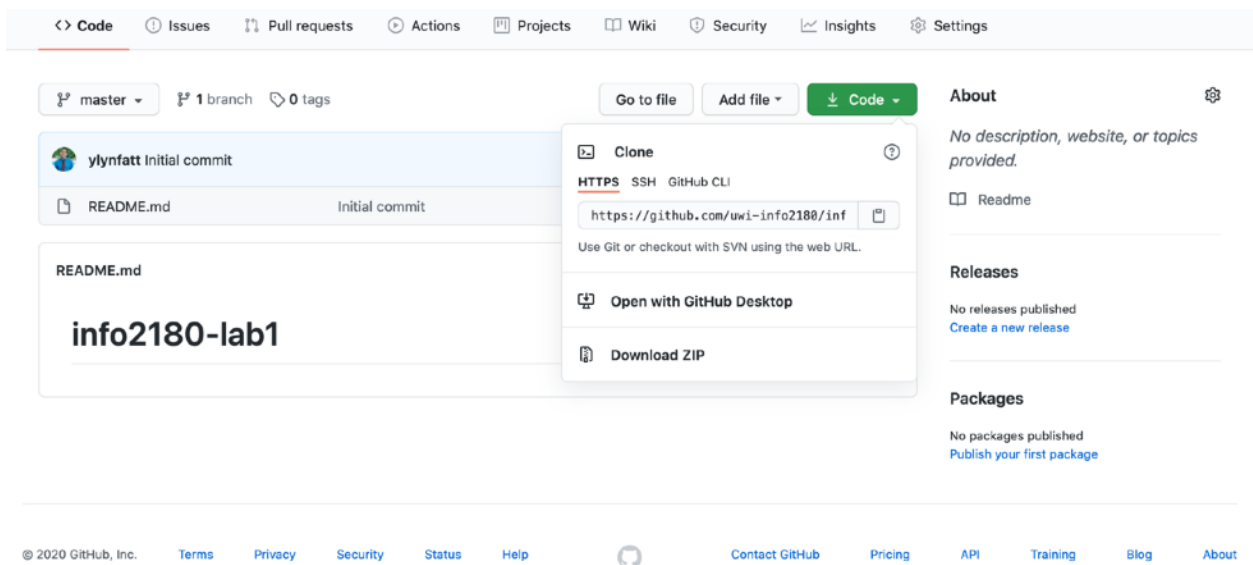 <> Code Issues Pull requests Actions Projects Wiki Security Insights Settings
master 1 branch 0 tags Go to file Add file Code
ylynfatt Initial commit
README.md Initial commit
README.md
info2180-lab1
Clone
HTTPS SSH GitHub CLI
https://github.com/uwi-info2180/inf
Use Git or checkout with SVN using the web URL.
Open with GitHub Desktop
Download ZIP
About
No description, website, or topics
provided.
Readme
Releases
No releases published
Create a new release
Packages
No packages published
Publish your first package
© 2020 GitHub, Inc. Terms Privacy Security Status Help Contact GitHub Pricing API Training Blog About